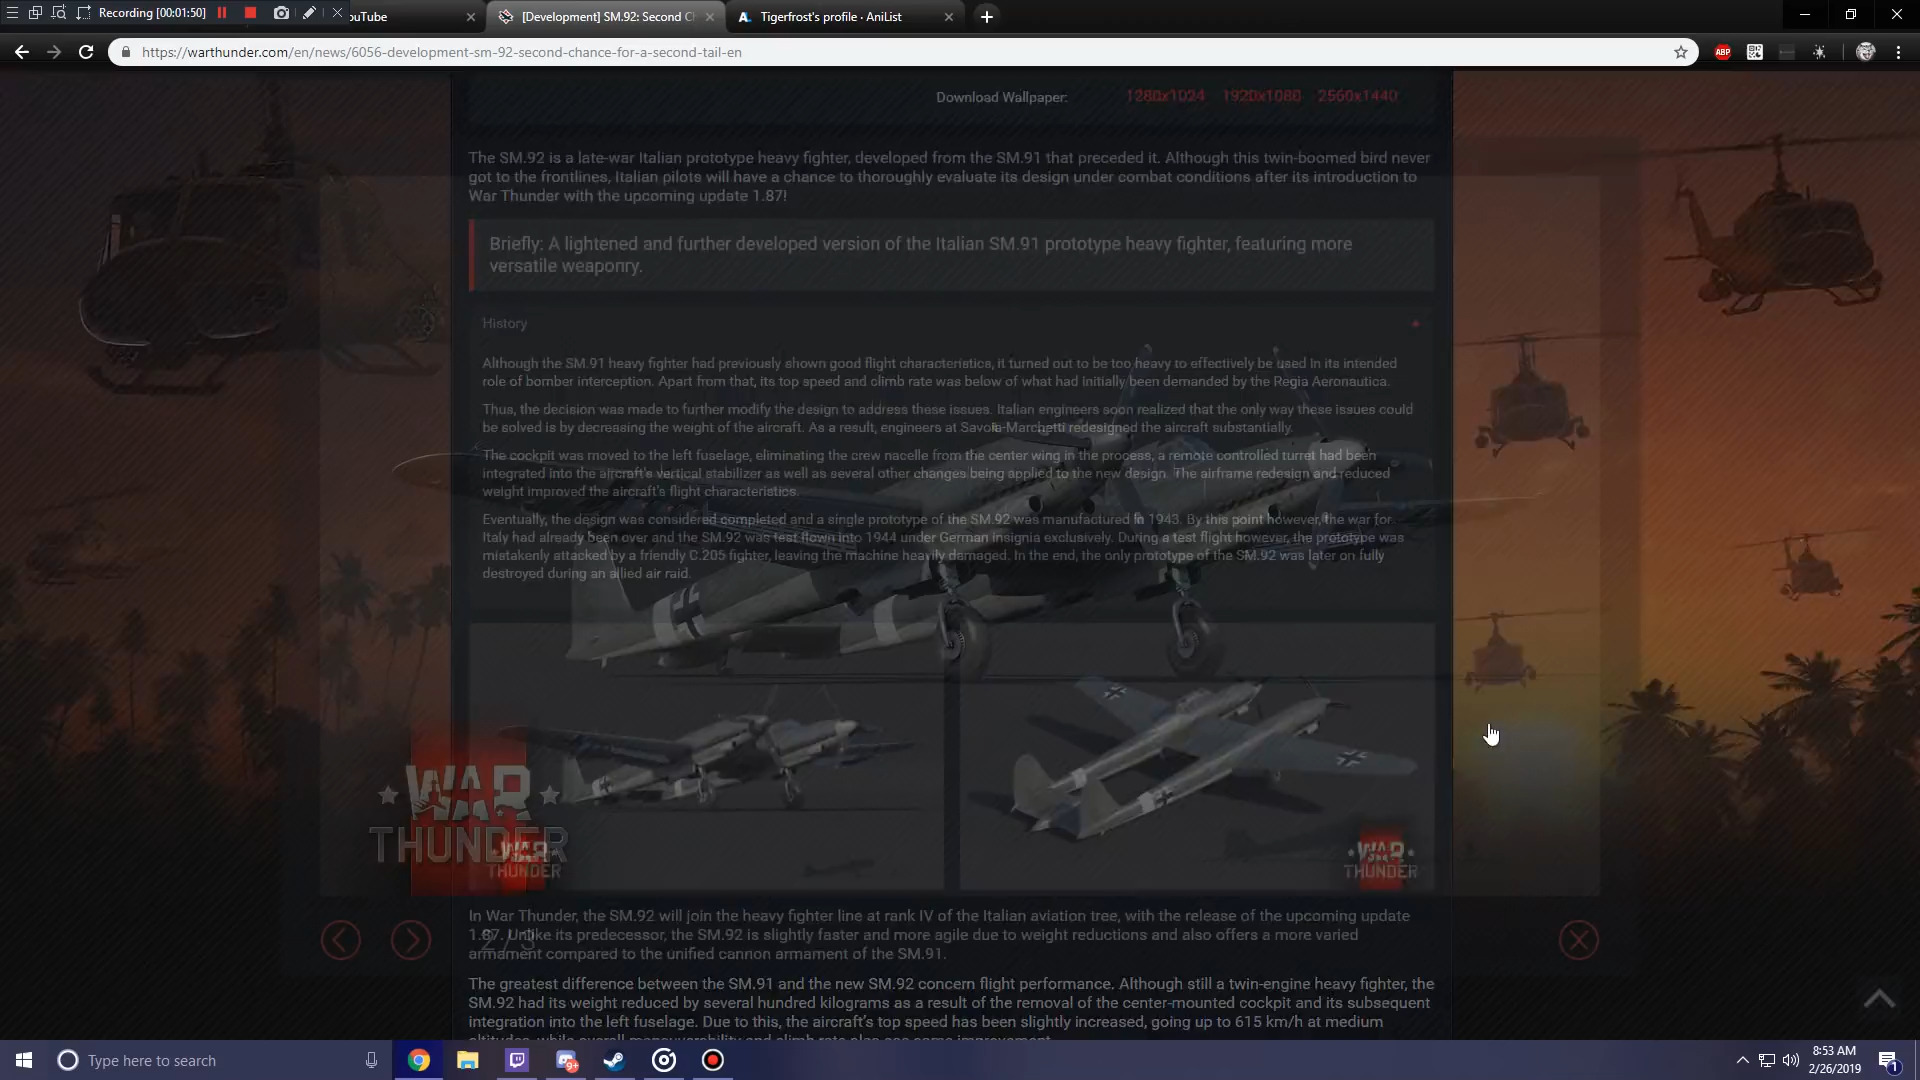 Recording [00:01:50]
ouTube
[Development] SM.92: Second Ch
Tigerfrost's profile · AniList
https://warthunder.com/en/news/6056-development-sm-92-second-chance-for-a-second-tail-en
ABP
Download Wallpaper: 1280x1024 1920x1080 2560x1440
The SM.92 is a late-war Italian prototype heavy fighter, developed from the SM.91 that preceded it. Although this twin-boomed bird never
got to the frontlines, Italian pilots will have a chance to thoroughly evaluate its design under combat conditions after its introduction to
War Thunder with the upcoming update 1.87!
Briefly: A lightened and further developed version of the Italian SM.91 prototype heavy fighter, featuring more
versatile weaponry.
History
Although the SM.91 heavy fighter had previously shown good flight characteristics, it turned out to be too heavy to effectively be used in its intended
role of bomber interception. Apart from that, its top speed and climb rate was below of what had initially been demanded by the Regia Aeronautica.
Thus, the decision was made to further modify the design to address these issues. Italian engineers soon realized that the only way these issues could
be solved is by decreasing the weight of the aircraft. As a result, engineers at Savoia-Marchetti redesigned the aircraft substantially.
The cockpit was moved to the left fuselage, eliminating the crew nacelle from the center wing in the process, a remote controlled turret had been
integrated into the aircraft's vertical stabilizer as well as several other changes being applied to the new design. The airframe redesign and reduced
weight improved the aircraft's flight characteristics.
Eventually, the design was considered completed and a single prototype of the SM.92 was manufactured in 1943. By this point however, the war for
Italy had already been over and the SM.92 was test flown into 1944 under German insignia exclusively. During a test flight however, the prototype was
mistakenly attacked by a friendly C.205 fighter, leaving the machine heavily damaged. In the end, the only prototype of the SM.92 was later on fully
destroyed during an allied air raid.
WAR
THUNDER
WAR
THUNDER
WAR
THUNDER
In War Thunder, the SM.92 will join the heavy fighter line at rank IV of the Italian aviation tree, with the release of the upcoming update
1.87. Unlike its predecessor, the SM.92 is slightly faster and more agile due to weight reductions and also offers a more varied
armament compared to the unified cannon armament of the SM.91.
2 / 3
The greatest difference between the SM.91 and the new SM.92 concern flight performance. Although still a twin-engine heavy fighter, the
SM.92 had its weight reduced by several hundred kilograms as a result of the removal of the center-mounted cockpit and its subsequent
integration into the left fuselage. Due to this, the aircraft's top speed has been slightly increased, going up to 615 km/h at medium
altitudes, while overall maneuverability and climb rate also see some improvement.
Type here to search
9+
8:53 AM
2/26/2019
1